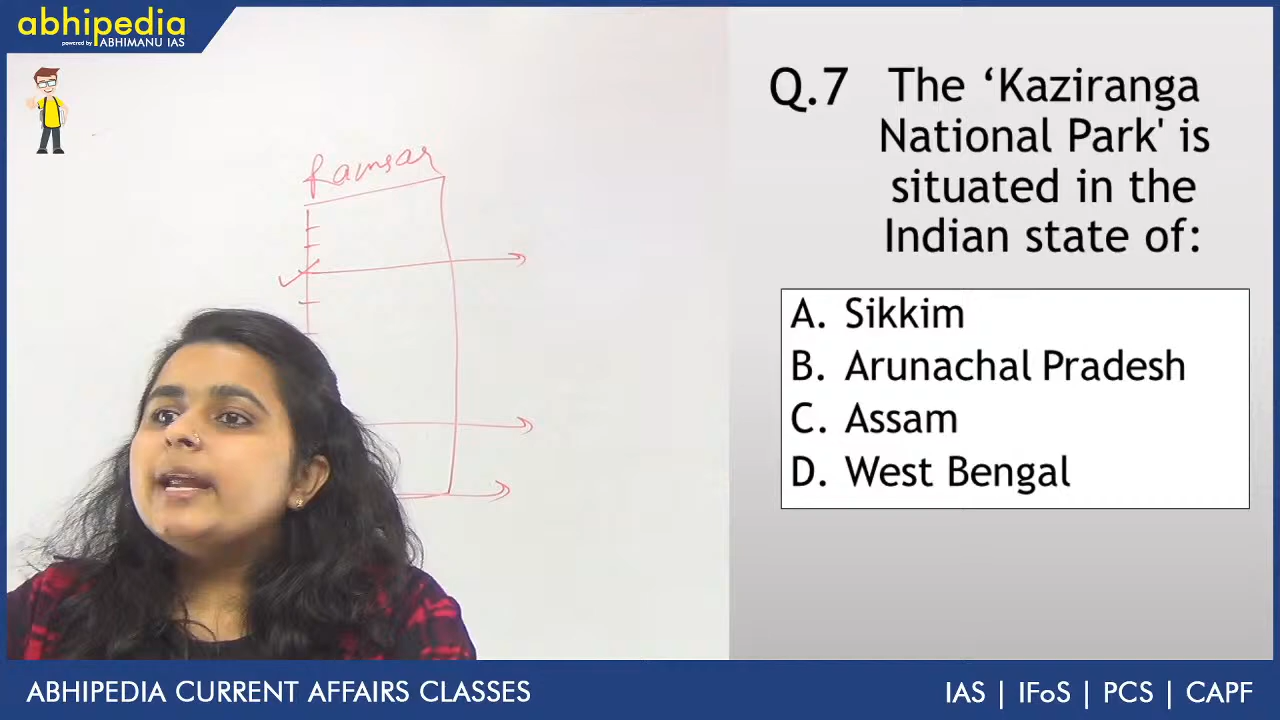 abhipedia
powered by ABHIMANU IAS
Ramsar
Q.7 The ‘Kaziranga
National Park' is
situated in the
Indian state of:
A. Sikkim
B. Arunachal Pradesh
C. Assam
D. West Bengal
ABHIPEDIA CURRENT AFFAIRS CLASSES
IAS | IFoS | PCS | CAPF